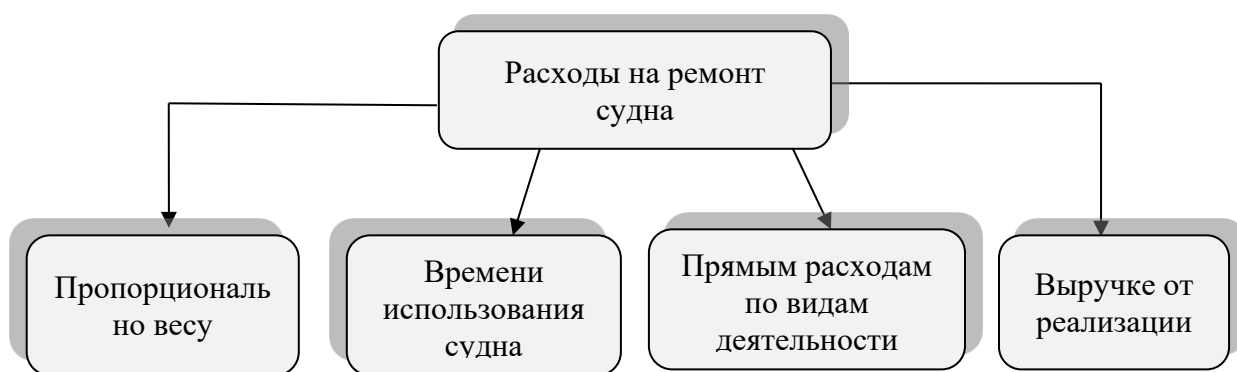 Расходы на ремонт
судна
Пропорциональ
но весу
Времени
использования
судна
Прямым расходам
по видам
деятельности
Выручке от
реализации